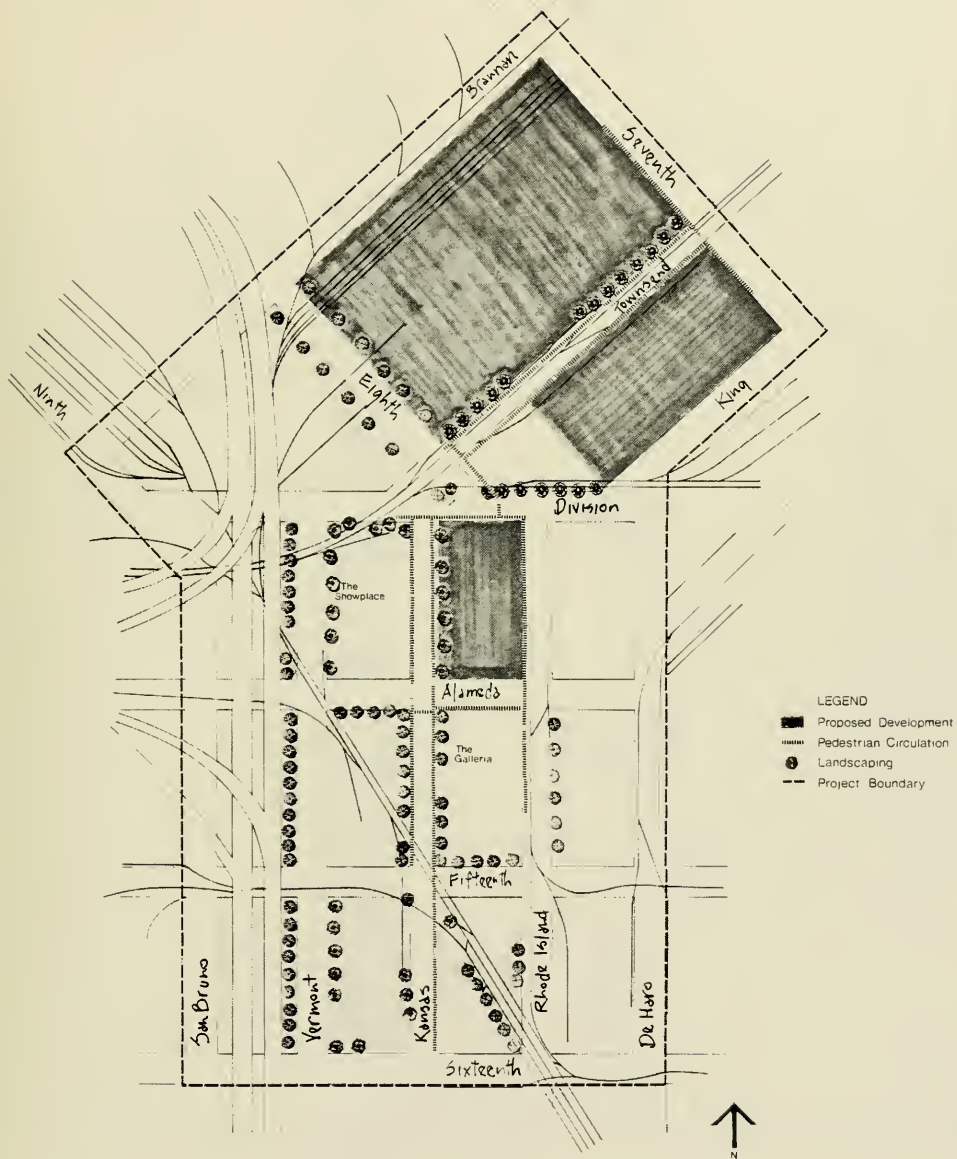 Brannan
Seventh
Townsend
King
Ninth
Eighth
Division
The
Showplace
Alameda
The
Galleria
LEGEND
Proposed Development
Pedestrian Circulation
Landscaping
Project Boundary
Fifteenth
San Bruno
Vermont
Kansas
Rhode Island
De Haro
Sixteenth
N